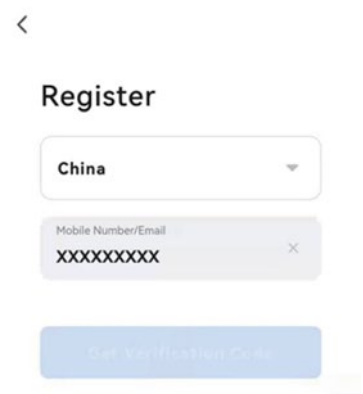 Register
China
Mobile Number/Email
XXXXXXXXX
Get Verification Code